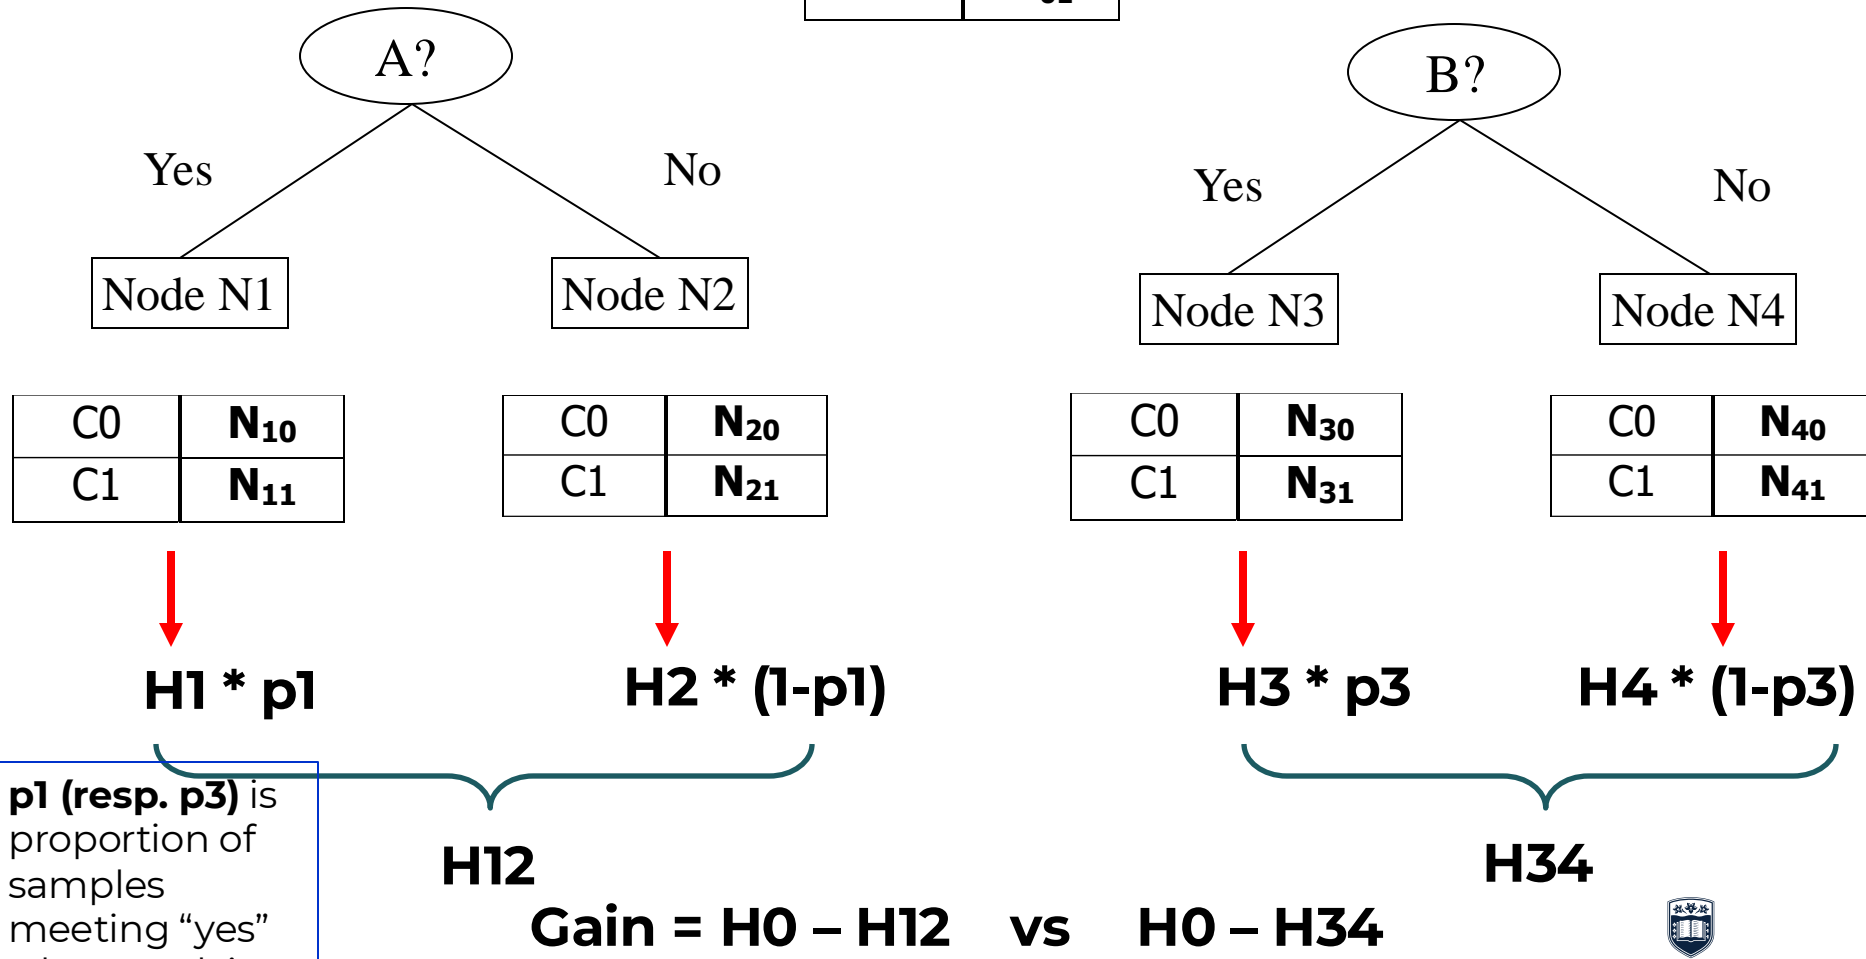 A?
B?
Yes
No
Yes
No
Node N1
Node N2
Node N3
Node N4
C0 N10
C1 N11
C0 N20
C1 N21
C0 N30
C1 N31
C0 N40
C1 N41
H1 * p1
H2 * (1-p1)
H3 * p3
H4 * (1-p3)
p1 (resp. p3) is
proportion of
samples
meeting “yes”
H12
H34
Gain = H0 – H12 vs H0 – H34